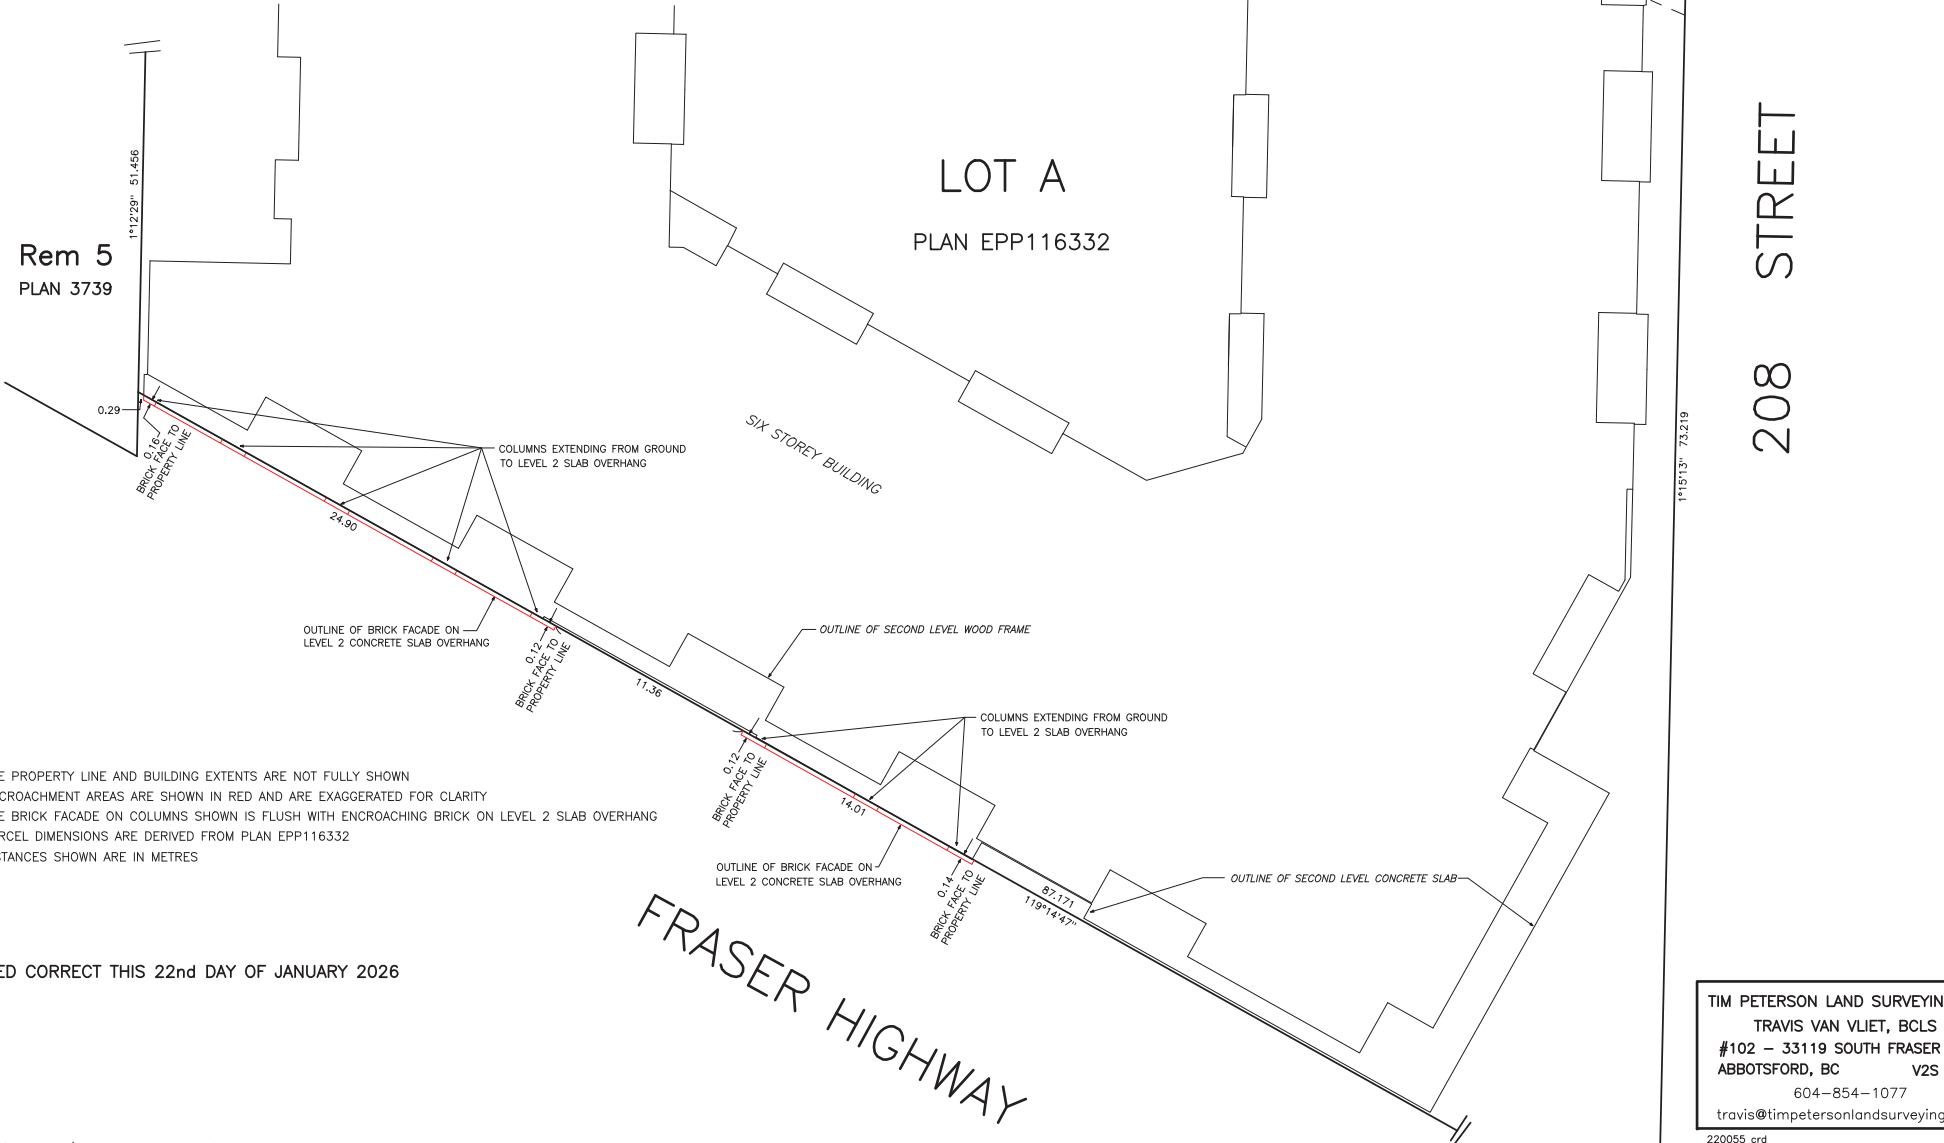 LOT A
PLAN EPP116332
208 STREET
1°12'29" 51.456
Rem 5
PLAN 3739
0.29
0.16
BRICK FACE TO
PROPERTY LINE
COLUMNS EXTENDING FROM GROUND
TO LEVEL 2 SLAB OVERHANG
SIX STOREY BUILDING
1°15'13" 73.219
24.90
OUTLINE OF BRICK FACADE ON
LEVEL 2 CONCRETE SLAB OVERHANG
0.12
BRICK FACE TO
PROPERTY LINE
OUTLINE OF SECOND LEVEL WOOD FRAME
11.36
COLUMNS EXTENDING FROM GROUND
TO LEVEL 2 SLAB OVERHANG
0.12
BRICK FACE TO
PROPERTY LINE
14.01
OUTLINE OF BRICK FACADE ON
LEVEL 2 CONCRETE SLAB OVERHANG
0.14
BRICK FACE TO
PROPERTY LINE
87.171
119°14'47"
OUTLINE OF SECOND LEVEL CONCRETE SLAB
E PROPERTY LINE AND BUILDING EXTENTS ARE NOT FULLY SHOWN
CROACHMENT AREAS ARE SHOWN IN RED AND ARE EXAGGERATED FOR CLARITY
E BRICK FACADE ON COLUMNS SHOWN IS FLUSH WITH ENCROACHING BRICK ON LEVEL 2 SLAB OVERHANG
RCEL DIMENSIONS ARE DERIVED FROM PLAN EPP116332
STANCES SHOWN ARE IN METRES
FRASER HIGHWAY
ED CORRECT THIS 22nd DAY OF JANUARY 2026
TIM PETERSON LAND SURVEYIN
TRAVIS VAN VLIET, BCLS
#102 – 33119 SOUTH FRASER
ABBOTSFORD, BC V2S
604–854–1077
travis@timpetersonlandsurveying
220055 crd